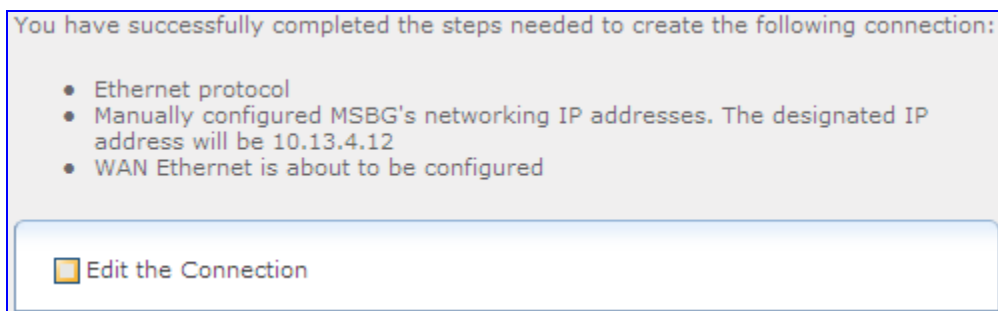 You have successfully completed the steps needed to create the following connection:
• Ethernet protocol
• Manually configured MSBG's networking IP addresses. The designated IP
address will be 10.13.4.12
• WAN Ethernet is about to be configured
Edit the Connection